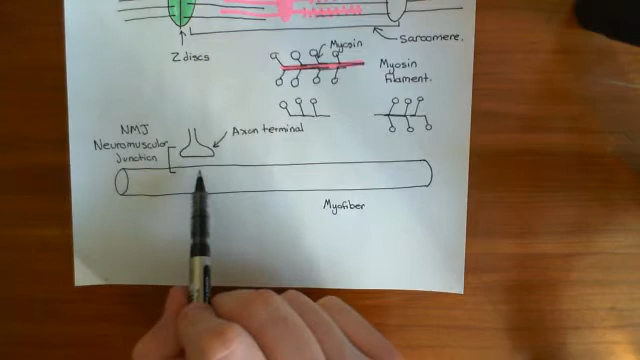 Z discs
Sarcomere.
Myosin
Myosin
filament.
NMJ
Neuromuscular
Junction
Axon terminal
Myofiber